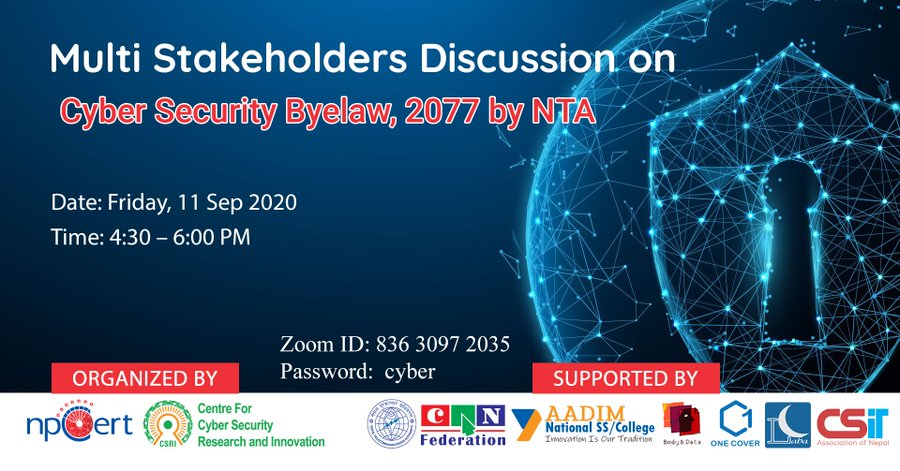 Multi Stakeholders Discussion on
Cyber Security Byelaw, 2077 by NTA
Date: Friday, 11 Sep 2020
Time: 4:30 – 6:00 PM
Zoom ID: 836 3097 2035
Password: cyber
ORGANIZED BY
SUPPORTED BY
npCert
CSRI
Centre For
Cyber Security
Research and Innovation
CAN
Federation
AADIM
National SS/College
Innovation Is Our Tradition
Body & Data
ONE COVER
CSiT
Association of Nepal